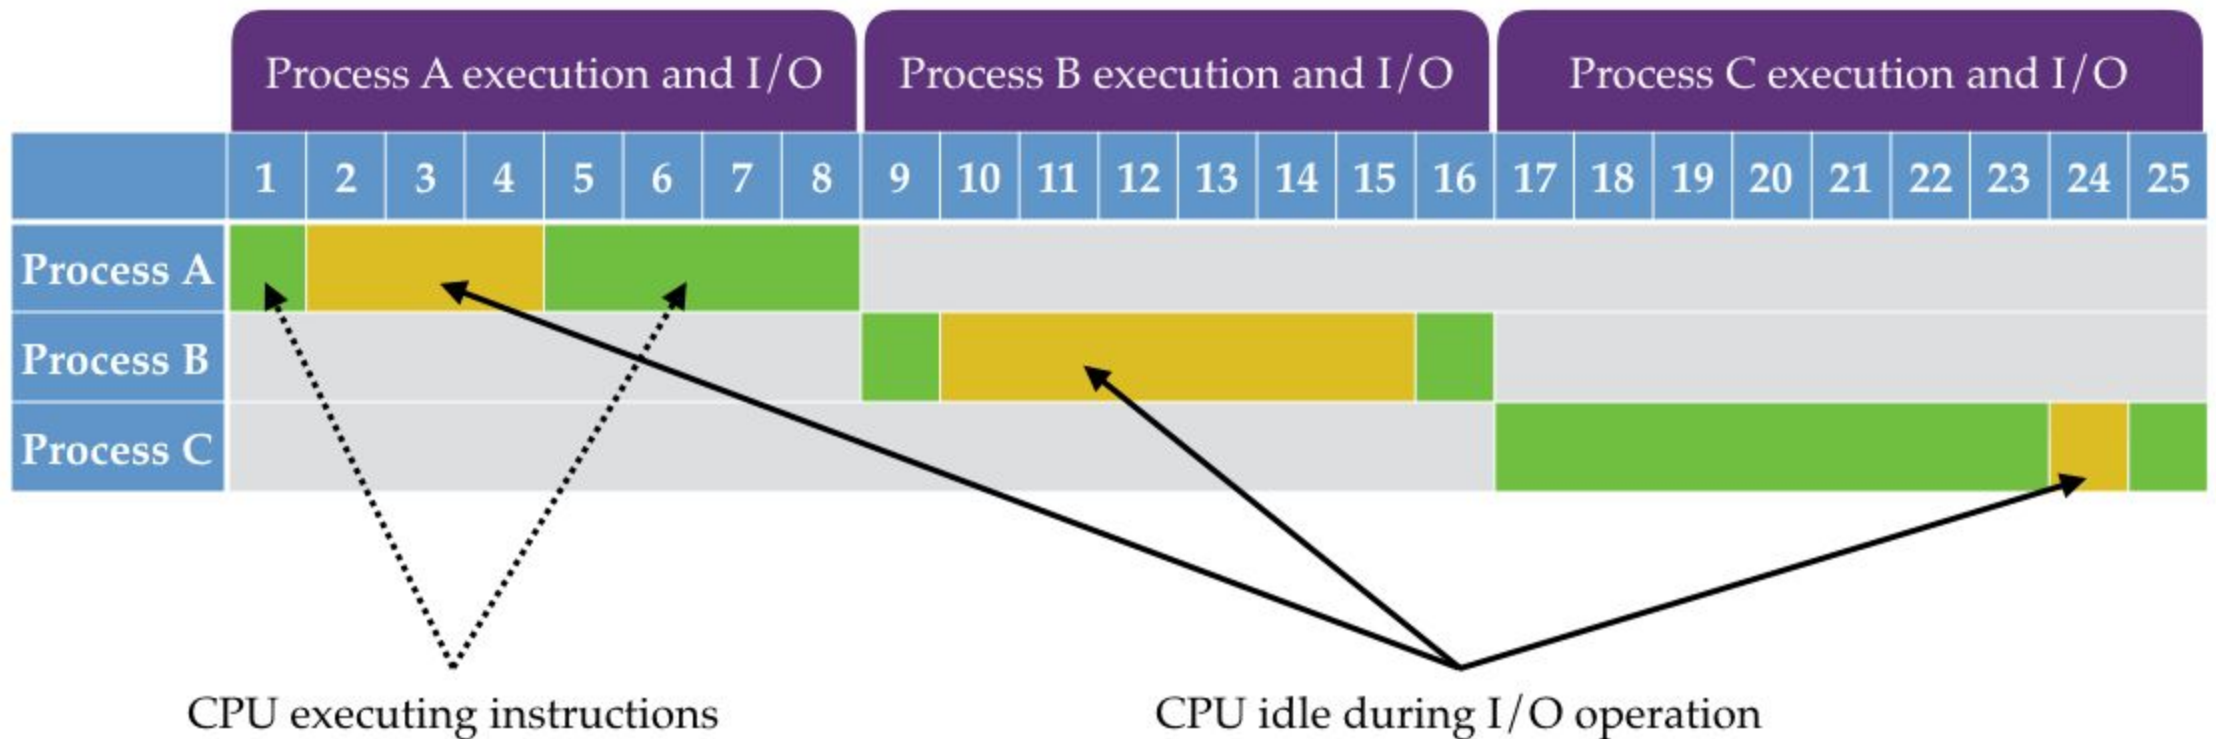 Process A execution and I/O Process B execution and I/O Process C execution and I/O
1 2 3 4 5 6 7 8 9 10 11 12 13 14 15 16 17 18 19 20 21 22 23 24 25
Process A
Process B
Process C
CPU executing instructions CPU idle during I/O operation